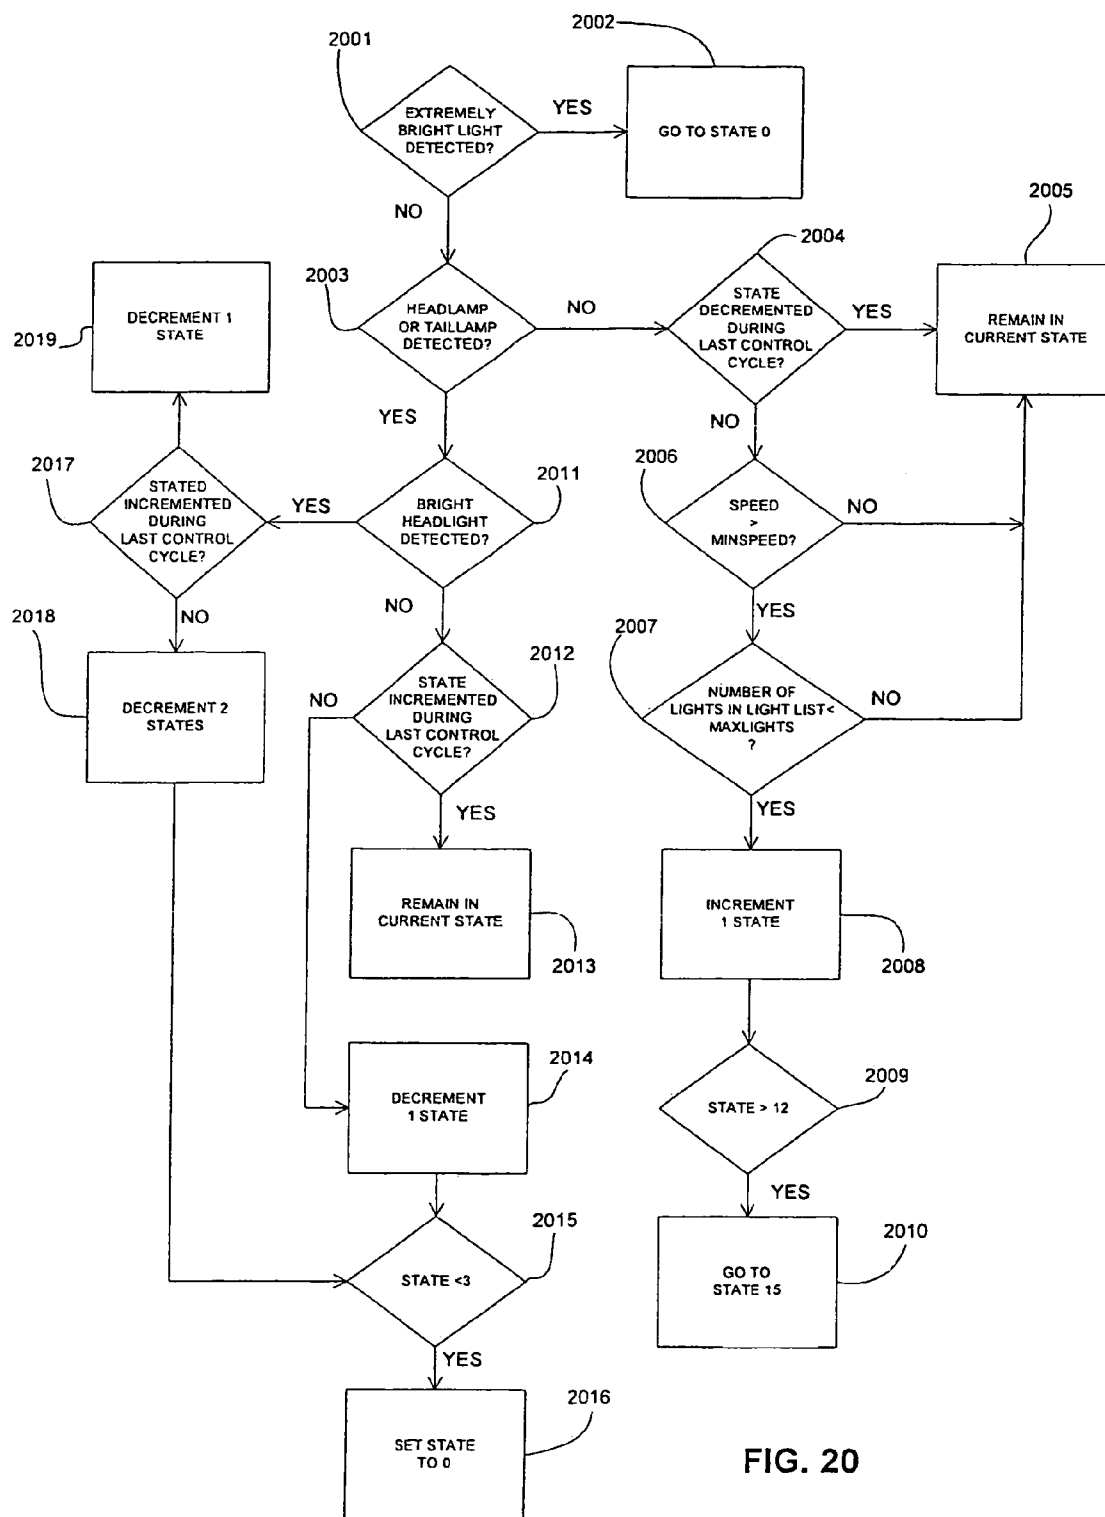 2001
2002
EXTREMELY
BRIGHT LIGHT
DETECTED?
YES
GO TO STATE 0
NO
2003
HEADLAMP
OR TAILLAMP
DETECTED?
NO
2004
STATE
DECREMENTED
DURING
LAST CONTROL
CYCLE?
YES
2005
REMAIN IN
CURRENT STATE
2019
DECREMENT 1
STATE
YES
NO
2017
STATED
INCREMENTED
DURING
LAST CONTROL
CYCLE?
YES
BRIGHT
HEADLIGHT
DETECTED?
2011
2006
SPEED
>
MINSPEED?
NO
NO
2018
DECREMENT 2
STATES
NO
YES
2012
STATE
INCREMENTED
DURING
LAST CONTROL
CYCLE?
NO
2007
NUMBER OF
LIGHTS IN LIGHT LIST<
MAXLIGHTS
?
NO
YES
YES
REMAIN IN
CURRENT STATE
2013
INCREMENT
1 STATE
2008
DECREMENT
1 STATE
2014
STATE > 12
2009
STATE <3
2015
YES
GO TO
STATE 15
2010
YES
SET STATE
TO 0
2016
FIG. 20